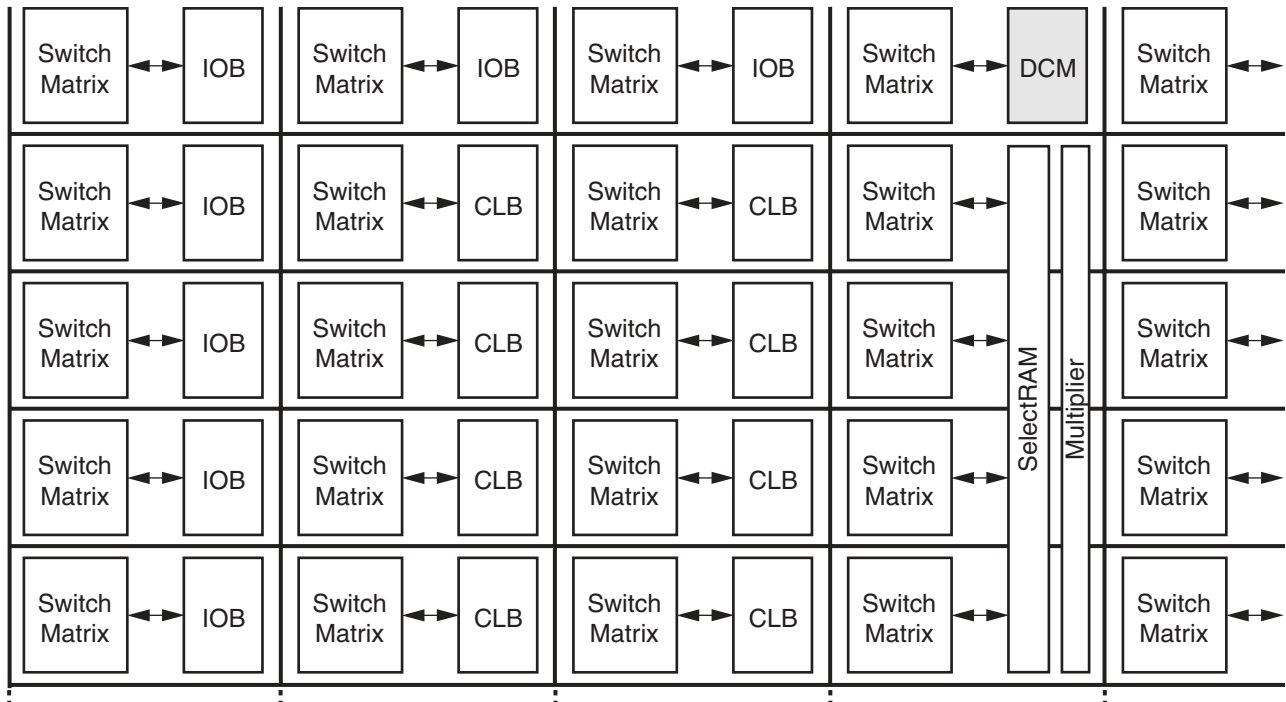 Switch
Matrix
IOB
Switch
Matrix
IOB
Switch
Matrix
IOB
Switch
Matrix
DCM
Switch
Matrix
Switch
Matrix
IOB
Switch
Matrix
CLB
Switch
Matrix
CLB
Switch
Matrix
Switch
Matrix
Switch
Matrix
IOB
Switch
Matrix
CLB
Switch
Matrix
CLB
Switch
Matrix
SelectRAM
Multiplier
Switch
Matrix
Switch
Matrix
IOB
Switch
Matrix
CLB
Switch
Matrix
CLB
Switch
Matrix
Switch
Matrix
Switch
Matrix
IOB
Switch
Matrix
CLB
Switch
Matrix
CLB
Switch
Matrix
Switch
Matrix